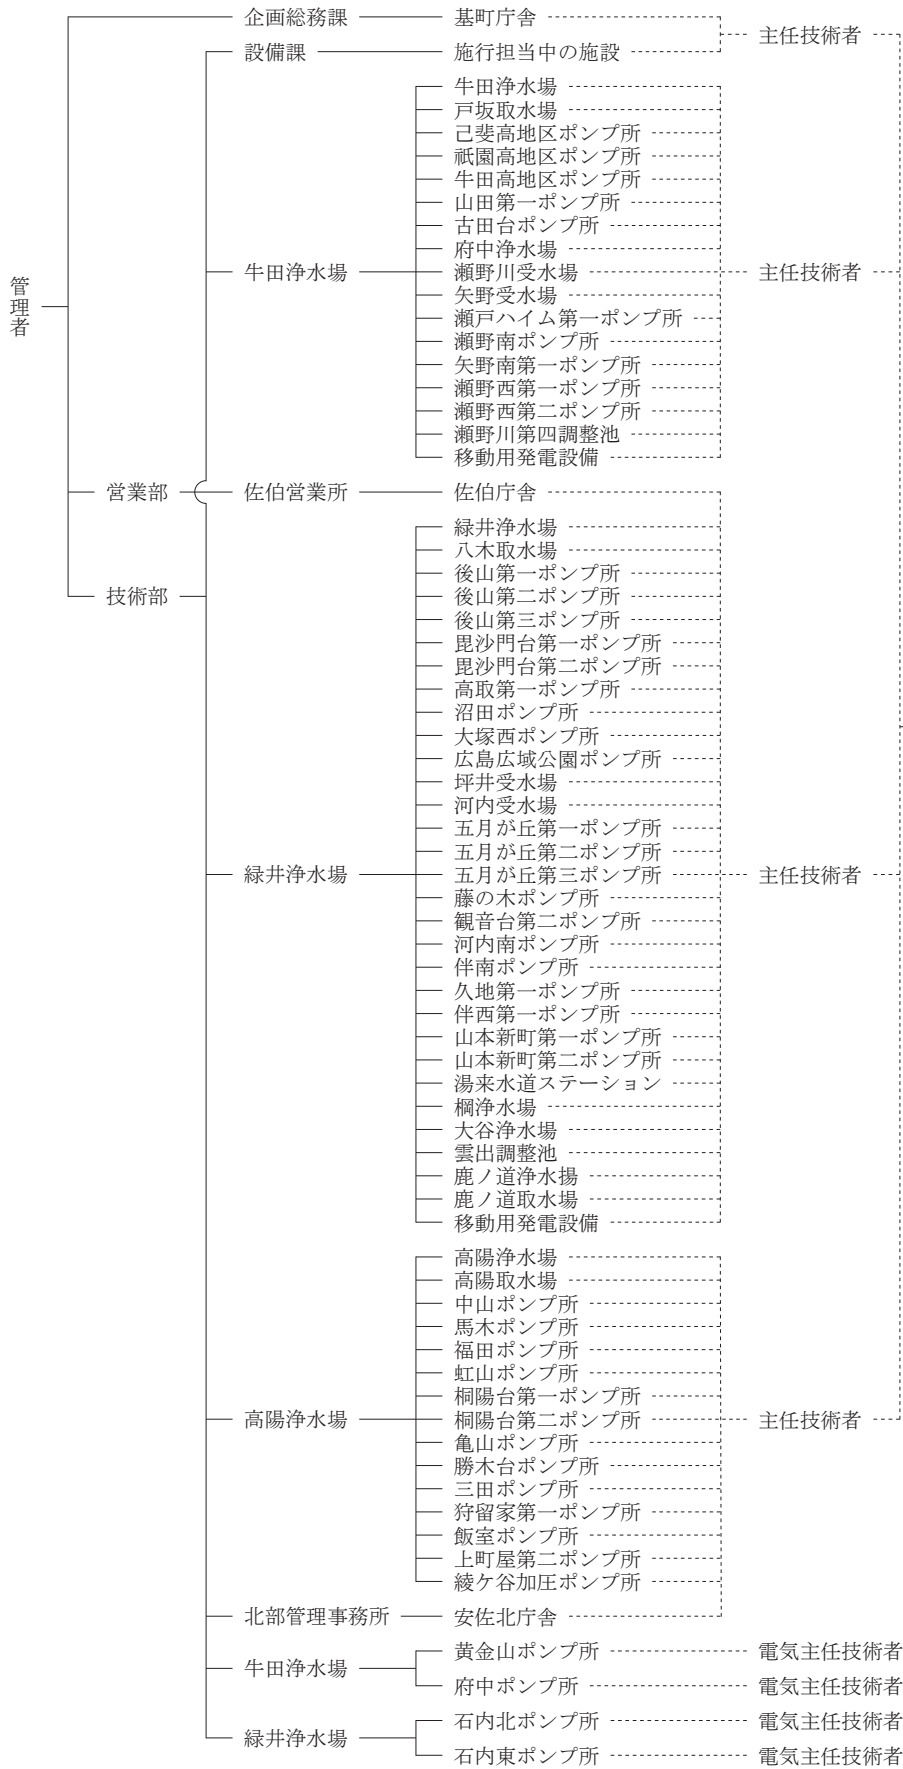 企画総務課 基町庁舎
主任技術者
設備課 施行担当中の施設
牛田浄水場
戸坂取水場
己斐高地区ポンプ所
祇園高地区ポンプ所
牛田高地区ポンプ所
山田第一ポンプ所
古田台ポンプ所
府中浄水場
牛田浄水場 瀬野川受水場 主任技術者
矢野受水場
管理者
瀬戸ハイム第一ポンプ所
瀬野南ポンプ所
矢野南第一ポンプ所
瀬野西第一ポンプ所
瀬野西第二ポンプ所
瀬野川第四調整池
移動用発電設備
営業部 佐伯営業所 佐伯庁舎
緑井浄水場
八木取水場
後山第一ポンプ所
技術部 後山第二ポンプ所
後山第三ポンプ所
毘沙門台第一ポンプ所
毘沙門台第二ポンプ所
高取第一ポンプ所
沼田ポンプ所
大塚西ポンプ所
広島広域公園ポンプ所
坪井受水場
河内受水場
五月が丘第一ポンプ所
五月が丘第二ポンプ所
緑井浄水場 五月が丘第三ポンプ所 主任技術者
藤の木ポンプ所
観音台第二ポンプ所
河内南ポンプ所
伴南ポンプ所
久地第一ポンプ所
伴西第一ポンプ所
山本新町第一ポンプ所
山本新町第二ポンプ所
湯来水道ステーション
棡浄水場
大谷浄水場
雲出調整池
鹿ノ道浄水揚
鹿ノ道取水場
移動用発電設備
高陽浄水場
高陽取水場
中山ポンプ所
馬木ポンプ所
福田ポンプ所
虹山ポンプ所
桐陽台第一ポンプ所
高陽浄水場 桐陽台第二ポンプ所 主任技術者
亀山ポンプ所
勝木台ポンプ所
三田ポンプ所
狩留家第一ポンプ所
飯室ポンプ所
上町屋第二ポンプ所
綾ケ谷加圧ポンプ所
北部管理事務所 安佐北庁舎
黄金山ポンプ所 電気主任技術者
牛田浄水場
府中ポンプ所 電気主任技術者
石内北ポンプ所 電気主任技術者
緑井浄水場
石内東ポンプ所 電気主任技術者